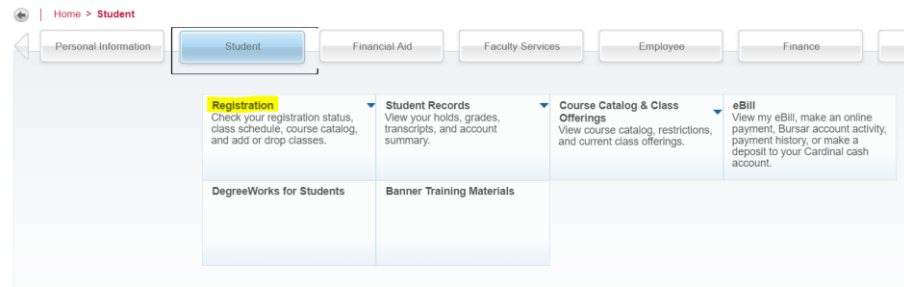 Home > Student
Personal Information
Student
Financial Aid
Faculty Services
Employee
Finance
Registration
Check your registration status,
class schedule, course catalog,
and add or drop classes.
Student Records
View your holds, grades,
transcripts, and account
summary.
Course Catalog & Class
Offerings
View course catalog, restrictions,
and current class offerings.
eBill
View my eBill, make an online
payment, Bursar account activity,
payment history, or make a
deposit to your Cardinal cash
account.
DegreeWorks for Students
Banner Training Materials